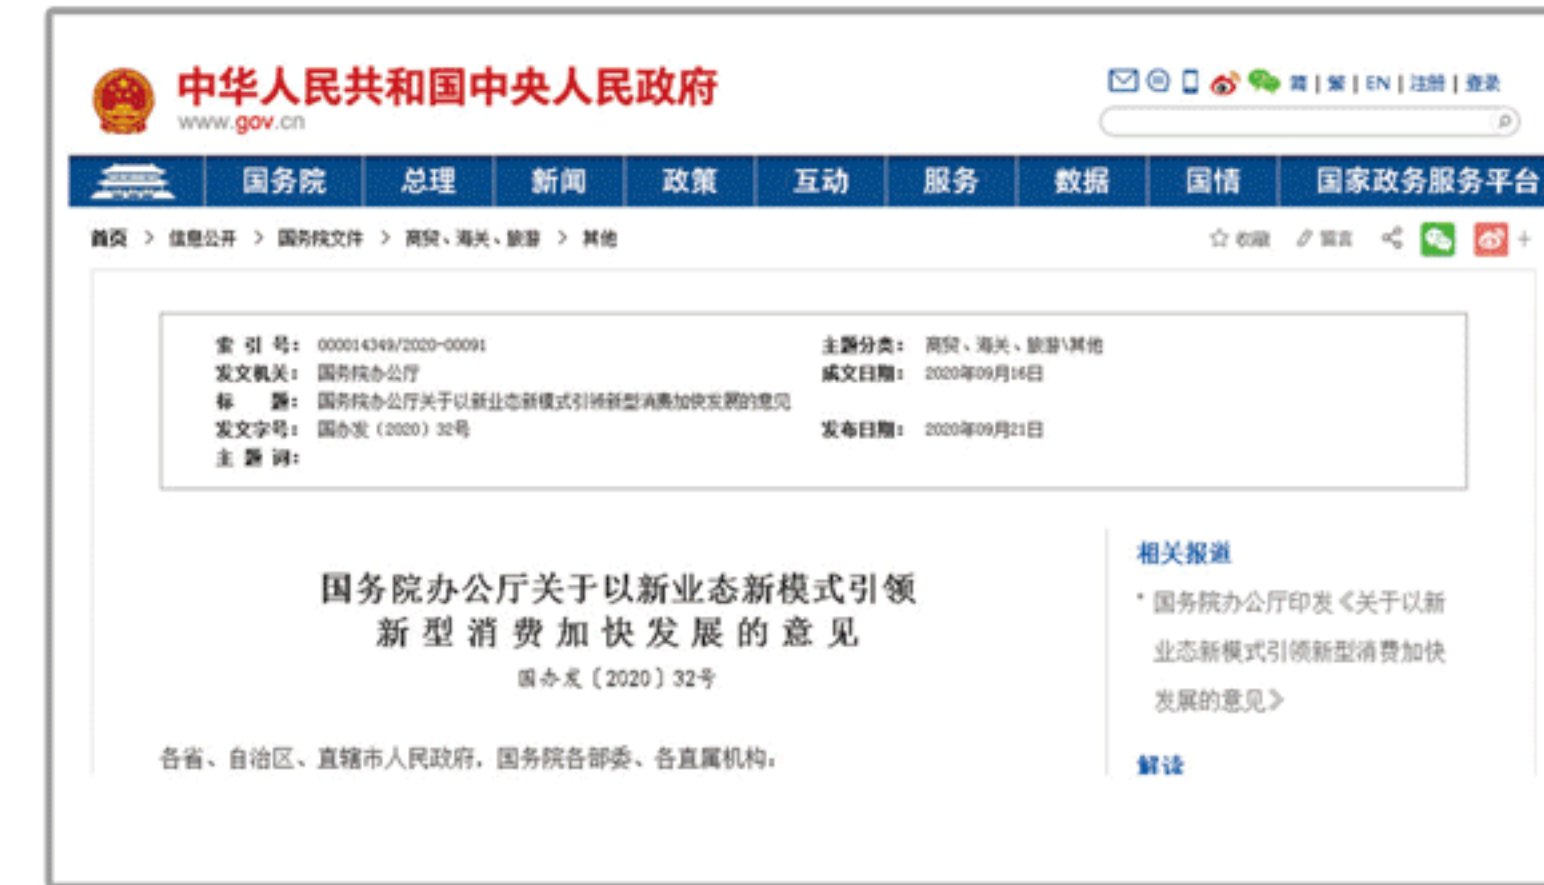 中华人民共和国中央人民政府
www.gov.cn
简 | 繁 | EN | 注册 | 登录
国务院 总理 新闻 政策 互动 服务 数据 国情 国家政务服务平台
首页 > 信息公开 > 国务院文件 > 商贸、海关、旅游 > 其他
收藏 留言
索 引 号： 000014349/2020-00091 主题分类： 商贸、海关、旅游\其他
发文机关： 国务院办公厅 成文日期： 2020年09月16日
标 题： 国务院办公厅关于以新业态新模式引领新型消费加快发展的意见
发文字号： 国办发（2020）32号 发布日期： 2020年09月21日
主 题 词：
国务院办公厅关于以新业态新模式引领
新型消费加快发展的意见
国办发〔2020〕32号
各省、自治区、直辖市人民政府，国务院各部委、各直属机构：
相关报道
• 国务院办公厅印发《关于以新
业态新模式引领新型消费加快
发展的意见》
解读